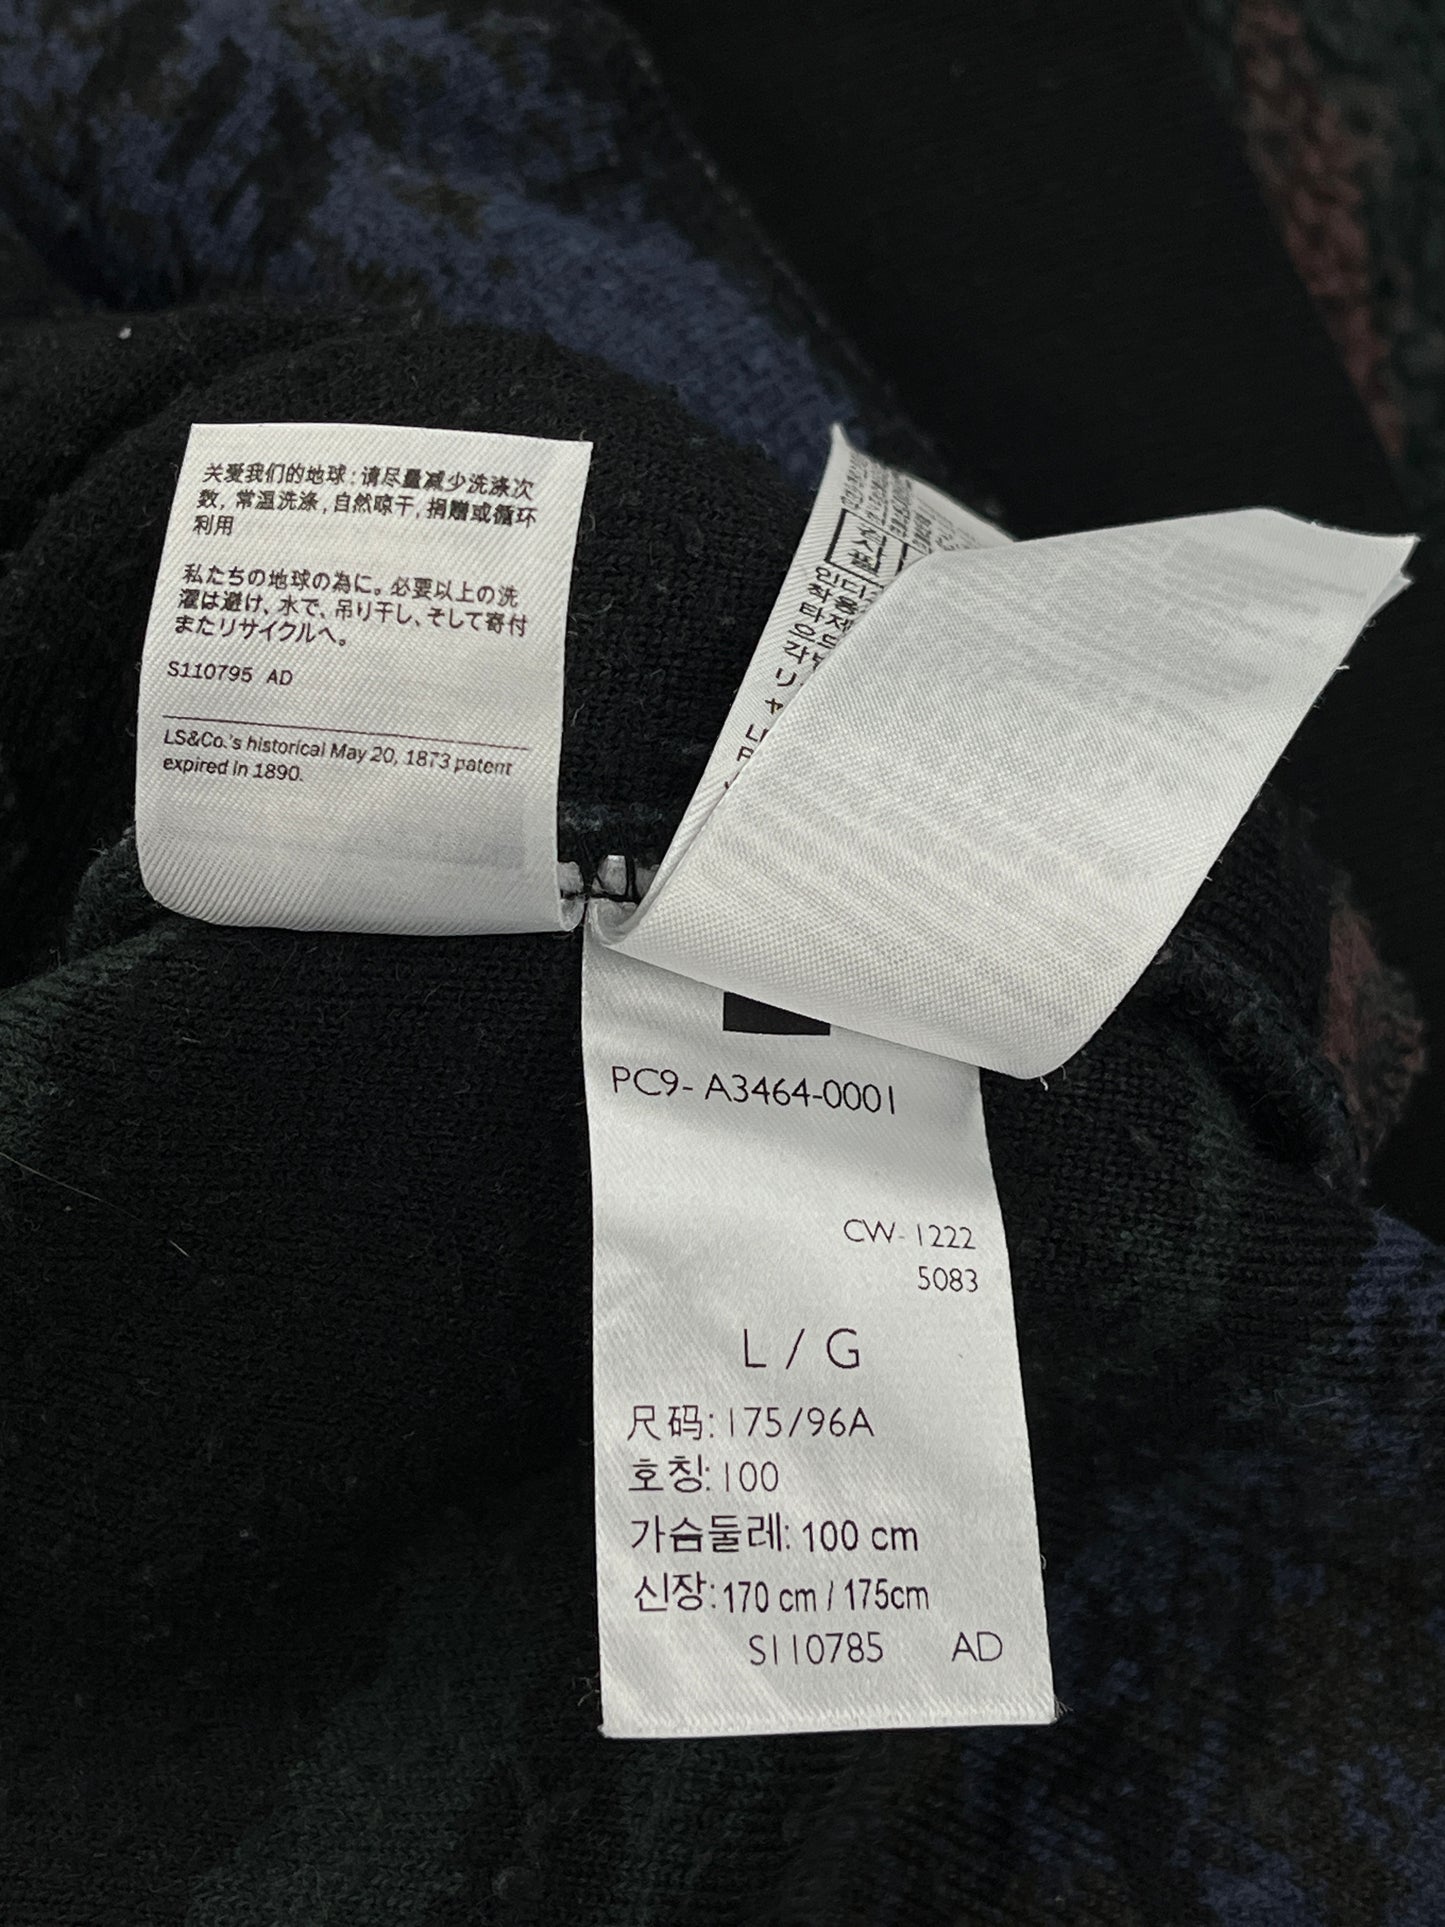 关爱我们的地球：请尽量减少洗涤次
数，常温洗涤，自然晾干，捐赠或循环
利用
私たちの地球の為に。必要以上の洗
濯は避け、水で、吊り干し、そして寄付
またリサイクルへ。
S110795 AD
LS&Co.'s historical May 20, 1873 patent
expired in 1890.
PC9- A3464-0001
CW- 1222
5083
L / G
尺码: 175/96A
호칭: 100
가슴둘레: 100 cm
신장: 170 cm / 175cm
S110785 AD